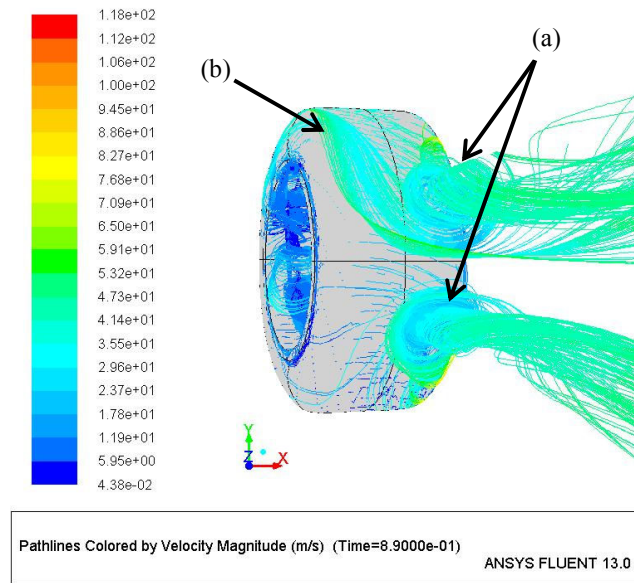 1.18e+02
1.12e+02
1.06e+02
1.00e+02
9.45e+01
8.86e+01
8.27e+01
7.68e+01
7.09e+01
6.50e+01
5.91e+01
5.32e+01
4.73e+01
4.14e+01
3.55e+01
2.96e+01
2.37e+01
1.78e+01
1.19e+01
5.95e+00
4.38e-02
(a)
(b)
Y
Z X
Pathlines Colored by Velocity Magnitude (m/s) (Time=8.9000e-01)
ANSYS FLUENT 13.0